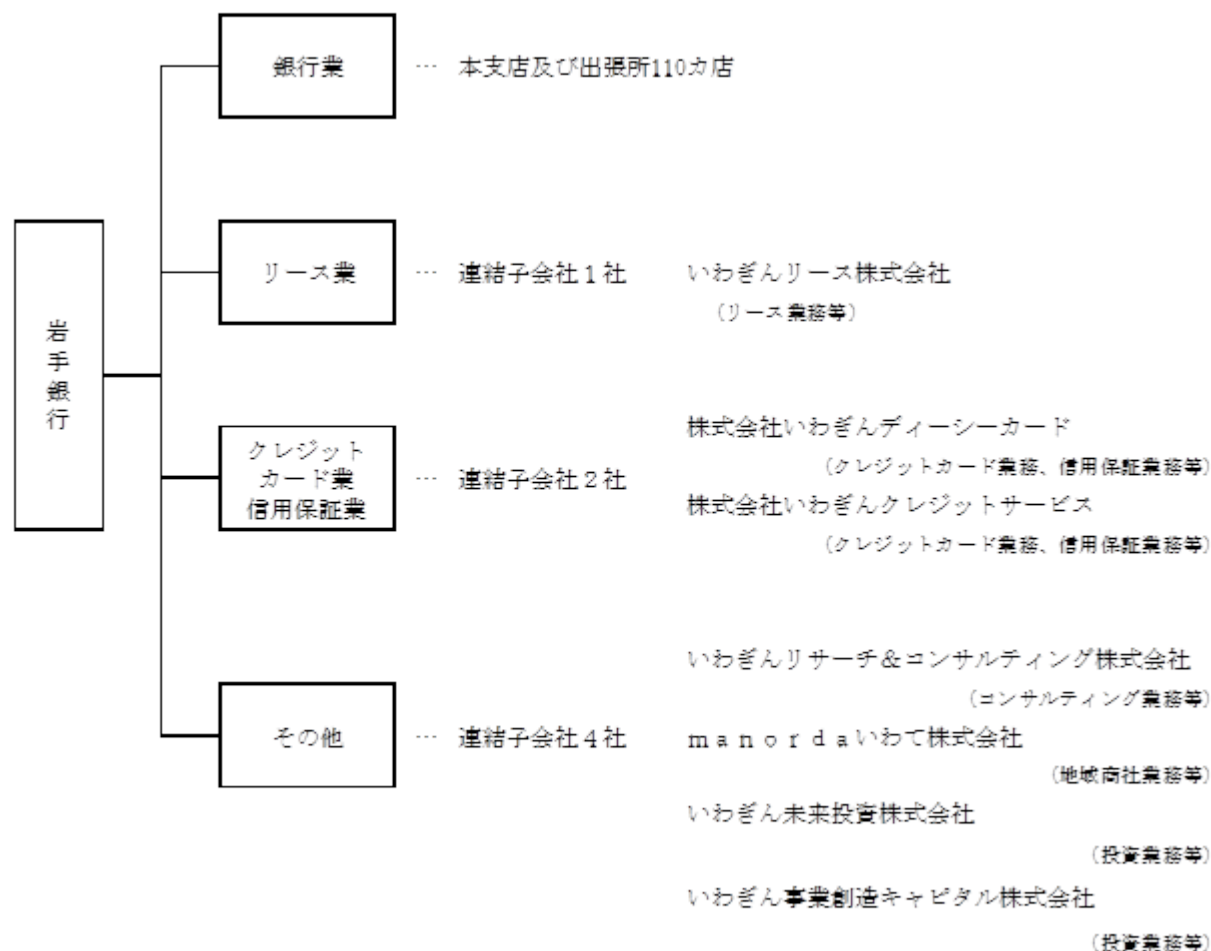 銀行業 … 本支店及び出張所110カ店
リース業 … 連結子会社1社 いわぎんリース株式会社
(リース業務等)
岩手銀行
株式会社いわぎんディーシーカード
(クレジットカード業務、信用保証業務等)
クレジット
カード業
信用保証業
… 連結子会社2社
株式会社いわぎんクレジットサービス
(クレジットカード業務、信用保証業務等)
いわぎんリサーチ&コンサルティング株式会社
(コンサルティング業務等)
その他 … 連結子会社4社 manordaいわて株式会社
(地域商社業務等)
いわぎん未来投資株式会社
(投資業務等)
いわぎん事業創造キャピタル株式会社
(投資業務等)